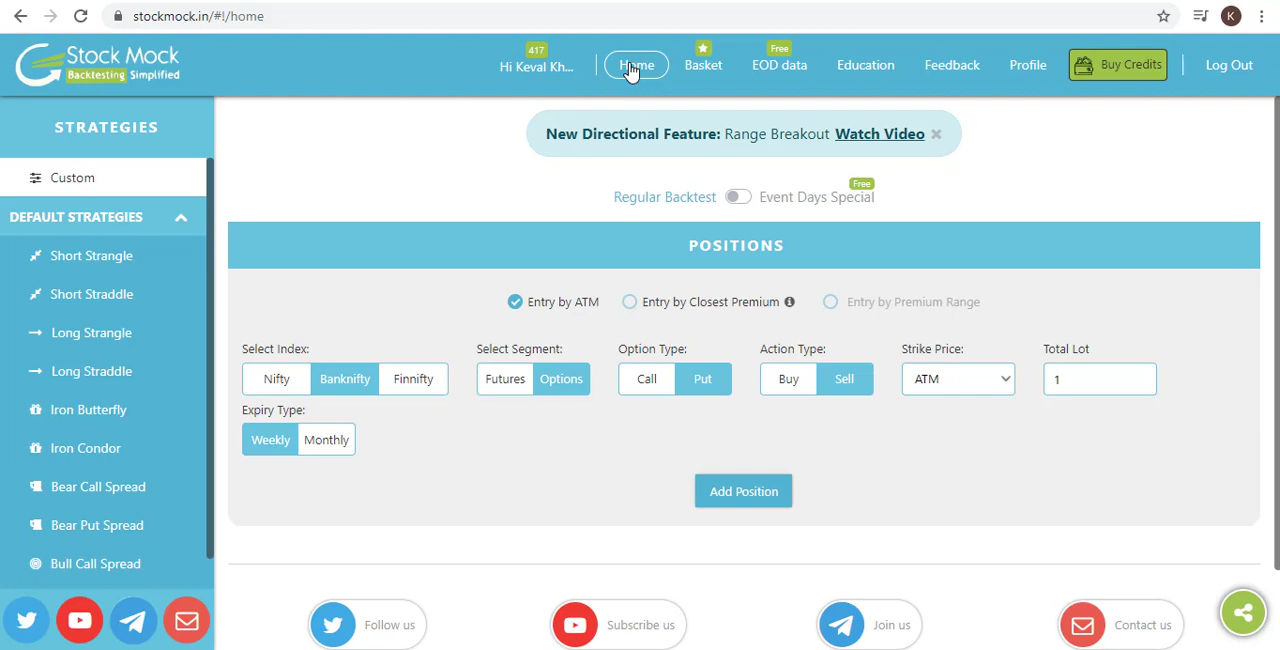 stockmock.in/#!/home
K
Stock Mock
Backtesting Simplified
417
Hi Keval Kh...
Home
Basket
Free
EOD data
Education
Feedback
Profile
Buy Credits
Log Out
STRATEGIES
Custom
DEFAULT STRATEGIES
Short Strangle
Short Straddle
Long Strangle
Long Straddle
Iron Butterfly
Iron Condor
Bear Call Spread
Bear Put Spread
Bull Call Spread
New Directional Feature: Range Breakout Watch Video
Free
Regular Backtest Event Days Special
POSITIONS
Entry by ATM Entry by Closest Premium Entry by Premium Range
Select Index: Select Segment: Option Type: Action Type: Strike Price: Total Lot
Nifty Banknifty Finnifty Futures Options Call Put Buy Sell ATM 1
Expiry Type:
Weekly Monthly
Add Position
Follow us Subscribe us Join us Contact us